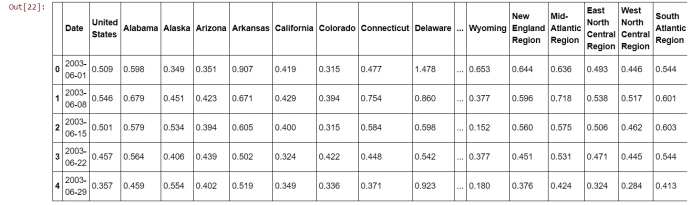 Out[22]:
Date United States Alabama Alaska Arizona Arkansas California Colorado Connecticut Delaware ... Wyoming New England Region Mid-Atlantic Region East North Central Region West North Central Region South Atlantic Region
0 2003-06-01 0.509 0.598 0.349 0.351 0.907 0.419 0.315 0.477 1.478 ... 0.653 0.644 0.636 0.493 0.446 0.544
1 2003-06-08 0.546 0.679 0.451 0.423 0.671 0.429 0.394 0.754 0.860 ... 0.377 0.596 0.718 0.538 0.517 0.601
2 2003-06-15 0.501 0.579 0.534 0.394 0.605 0.400 0.315 0.584 0.598 ... 0.152 0.560 0.575 0.506 0.462 0.603
3 2003-06-22 0.457 0.564 0.406 0.439 0.502 0.324 0.422 0.448 0.542 ... 0.377 0.451 0.531 0.471 0.445 0.544
4 2003-06-29 0.357 0.459 0.554 0.402 0.519 0.349 0.336 0.371 0.923 ... 0.180 0.376 0.424 0.324 0.284 0.413